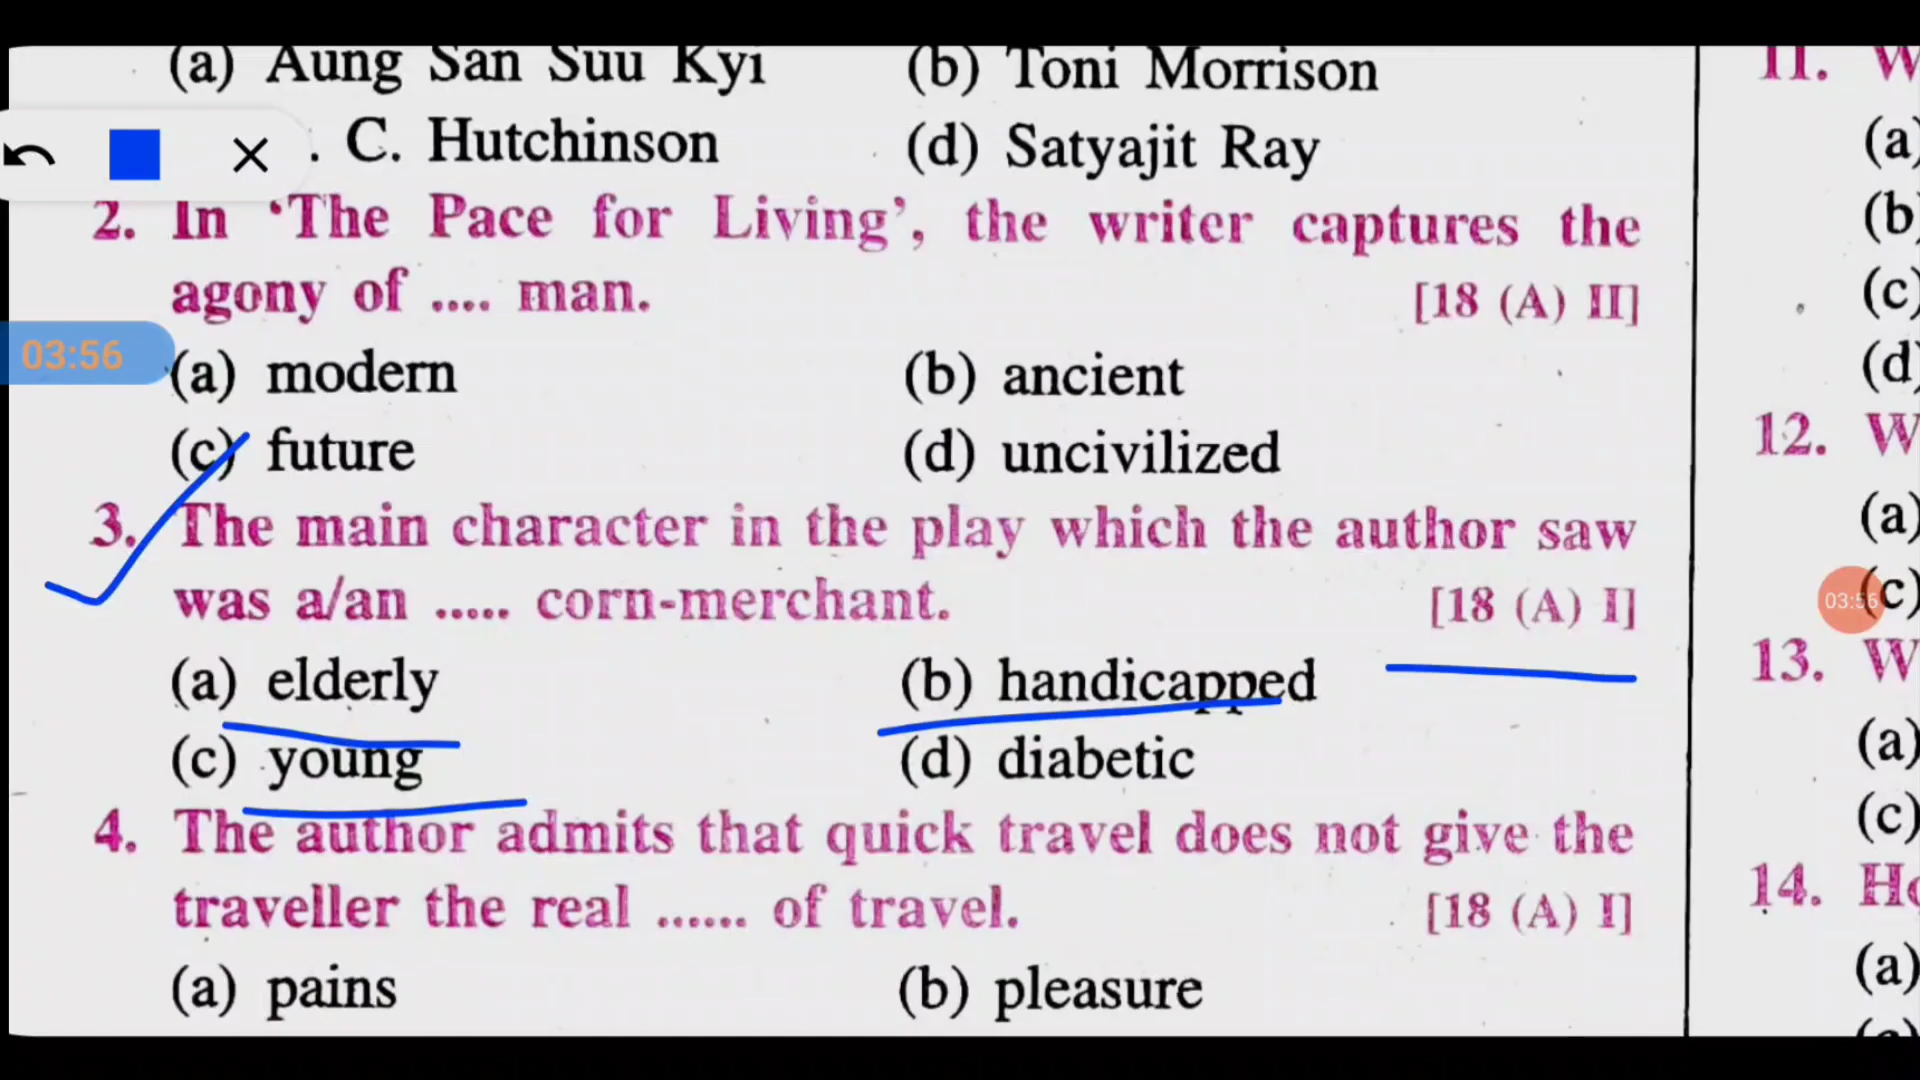 (a) Aung San Suu Kyi (b) Toni Morrison
. C. Hutchinson (d) Satyajit Ray
2. In ‘The Pace for Living’, the writer captures the
agony of .... man. [18 (A) II]
03:56
(a) modern (b) ancient
(c) future (d) uncivilized
3. The main character in the play which the author saw
was a/an ..... corn-merchant. [18 (A) I]
(a) elderly (b) handicapped
(c) young (d) diabetic
4. The author admits that quick travel does not give the
traveller the real ...... of travel. [18 (A) I]
(a) pains (b) pleasure
11. W
(a)
(b)
(c)
(d)
12. W
(a)
03:56
(c)
13. W
(a)
(c)
14. Ho
(a)